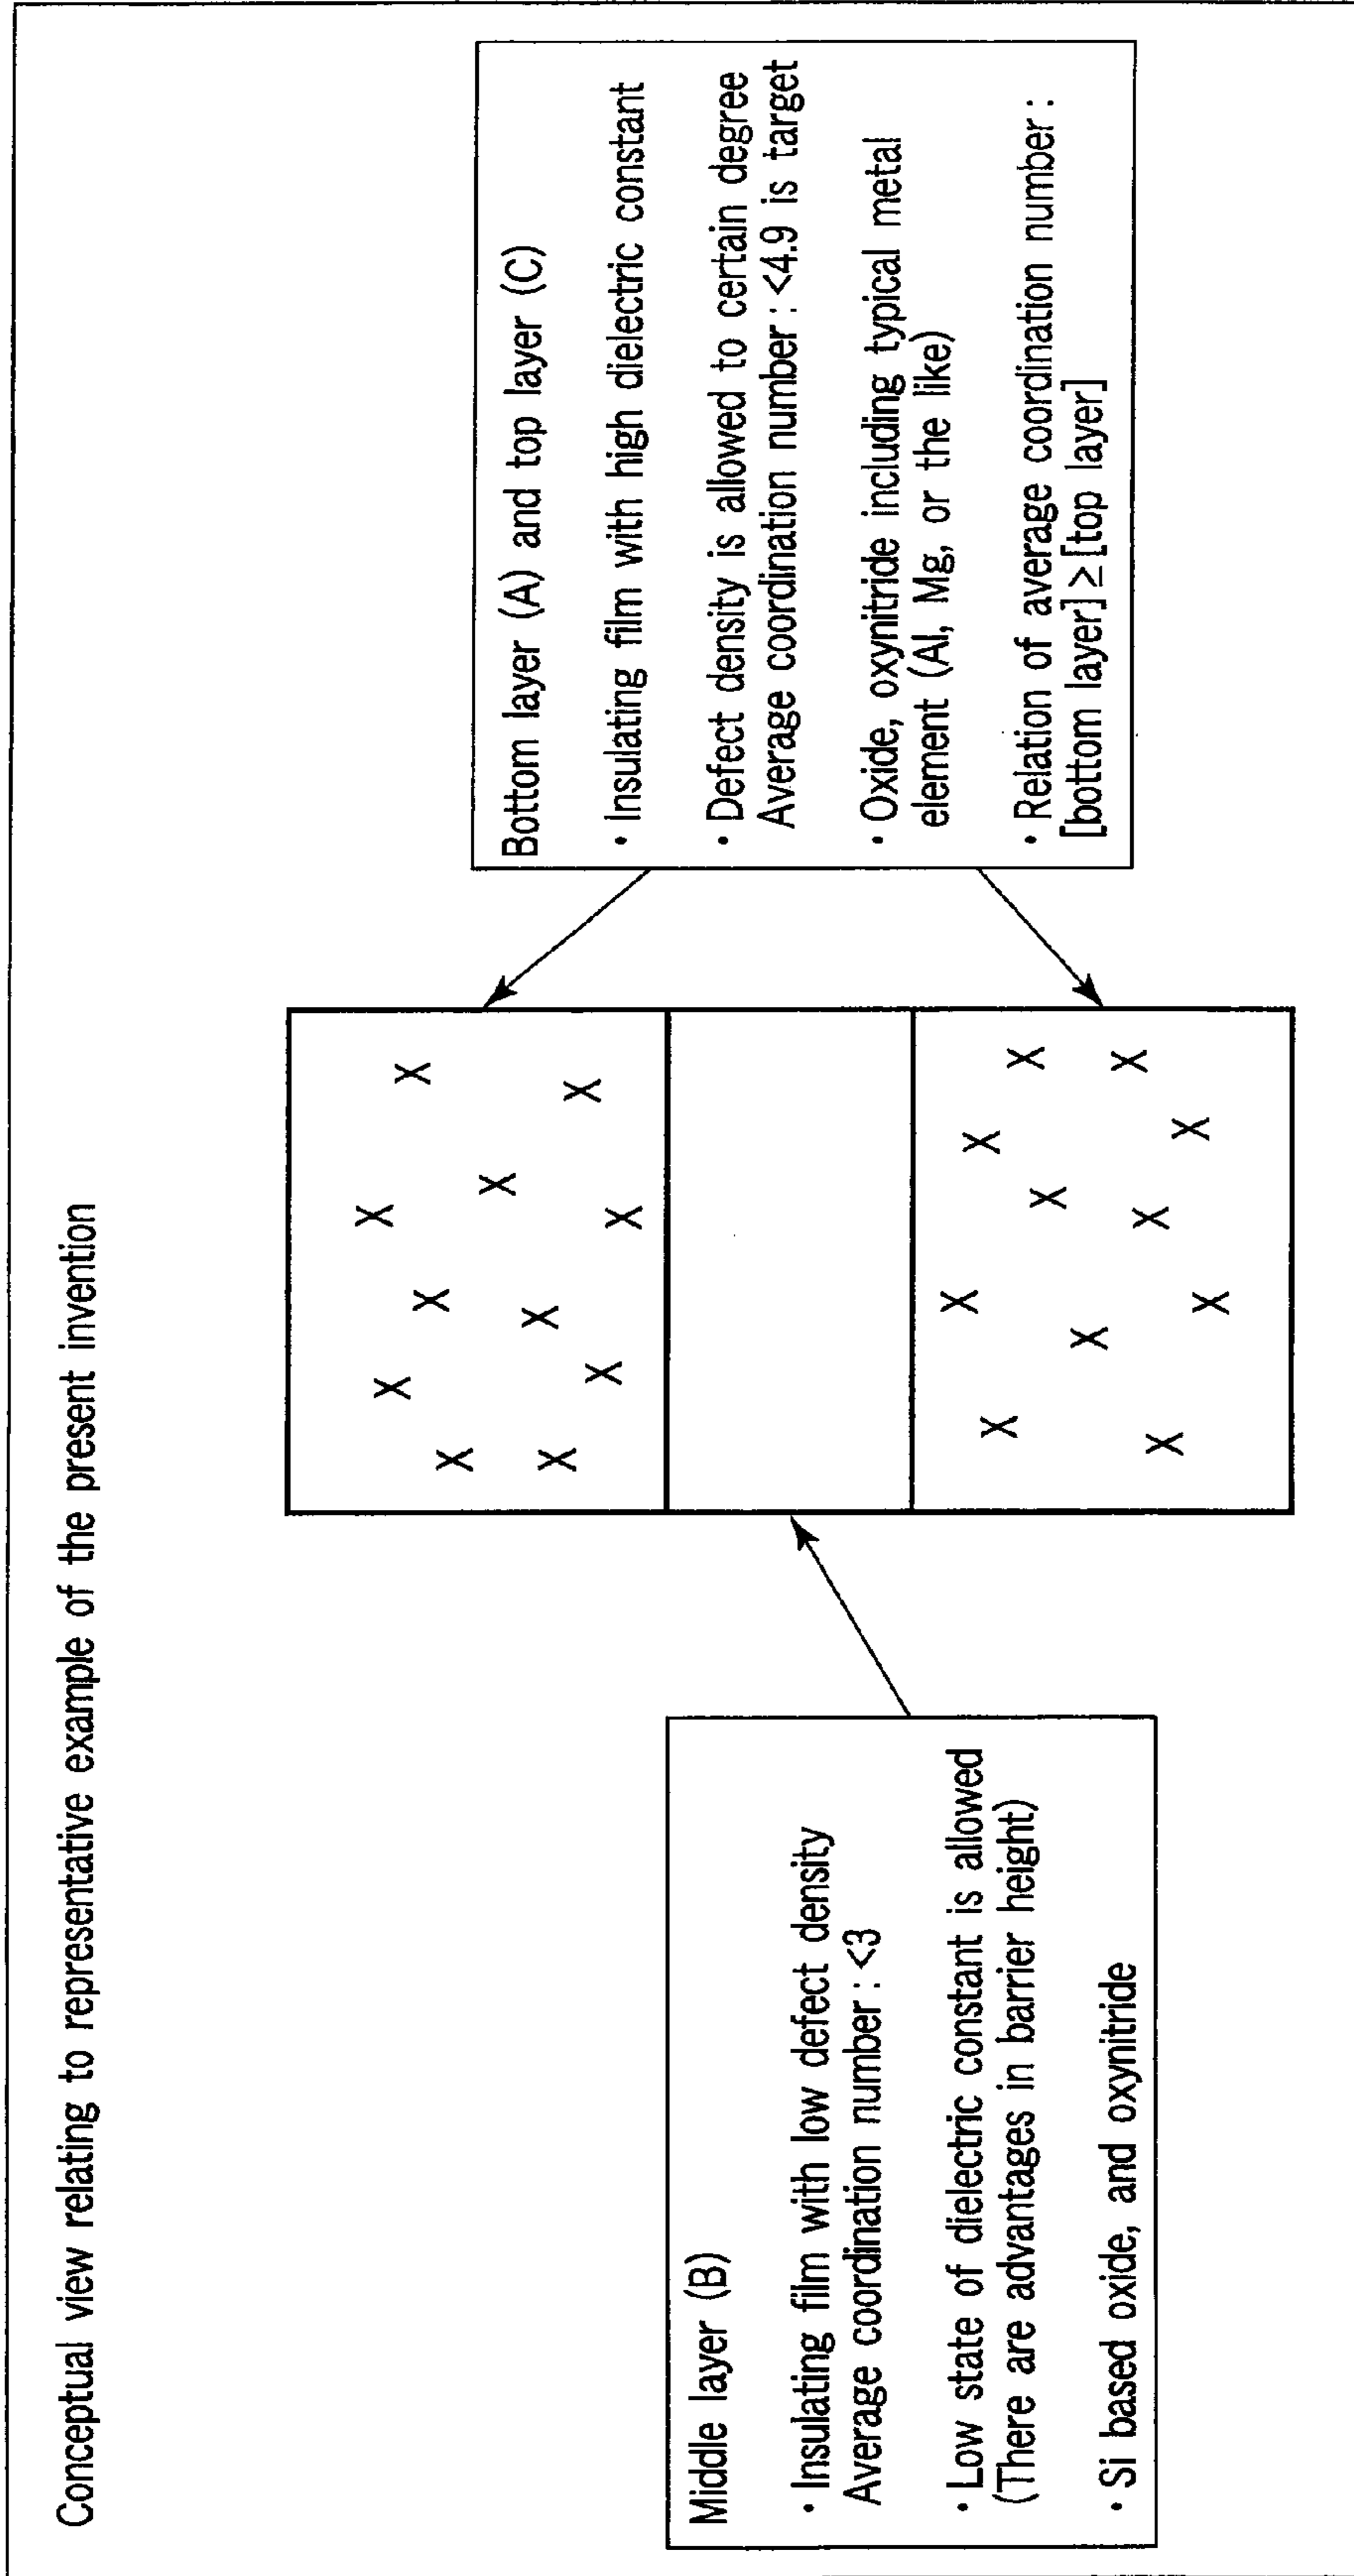 Conceptual view relating to representative example of the present invention
Middle layer (B)
・Insulating film with low defect density
Average coordination number : <3
・Low state of dielectric constant is allowed
(There are advantages in barrier height)
・Si based oxide, and oxynitride
X X X X X X X X X X X
X X X X X X X X X X X
Bottom layer (A) and top layer (C)
・Insulating film with high dielectric constant
・Defect density is allowed to certain degree
Average coordination number : <4.9 is target
・Oxide, oxynitride including typical metal
element (Al, Mg, or the like)
・Relation of average coordination number :
[bottom layer]≥[top layer]